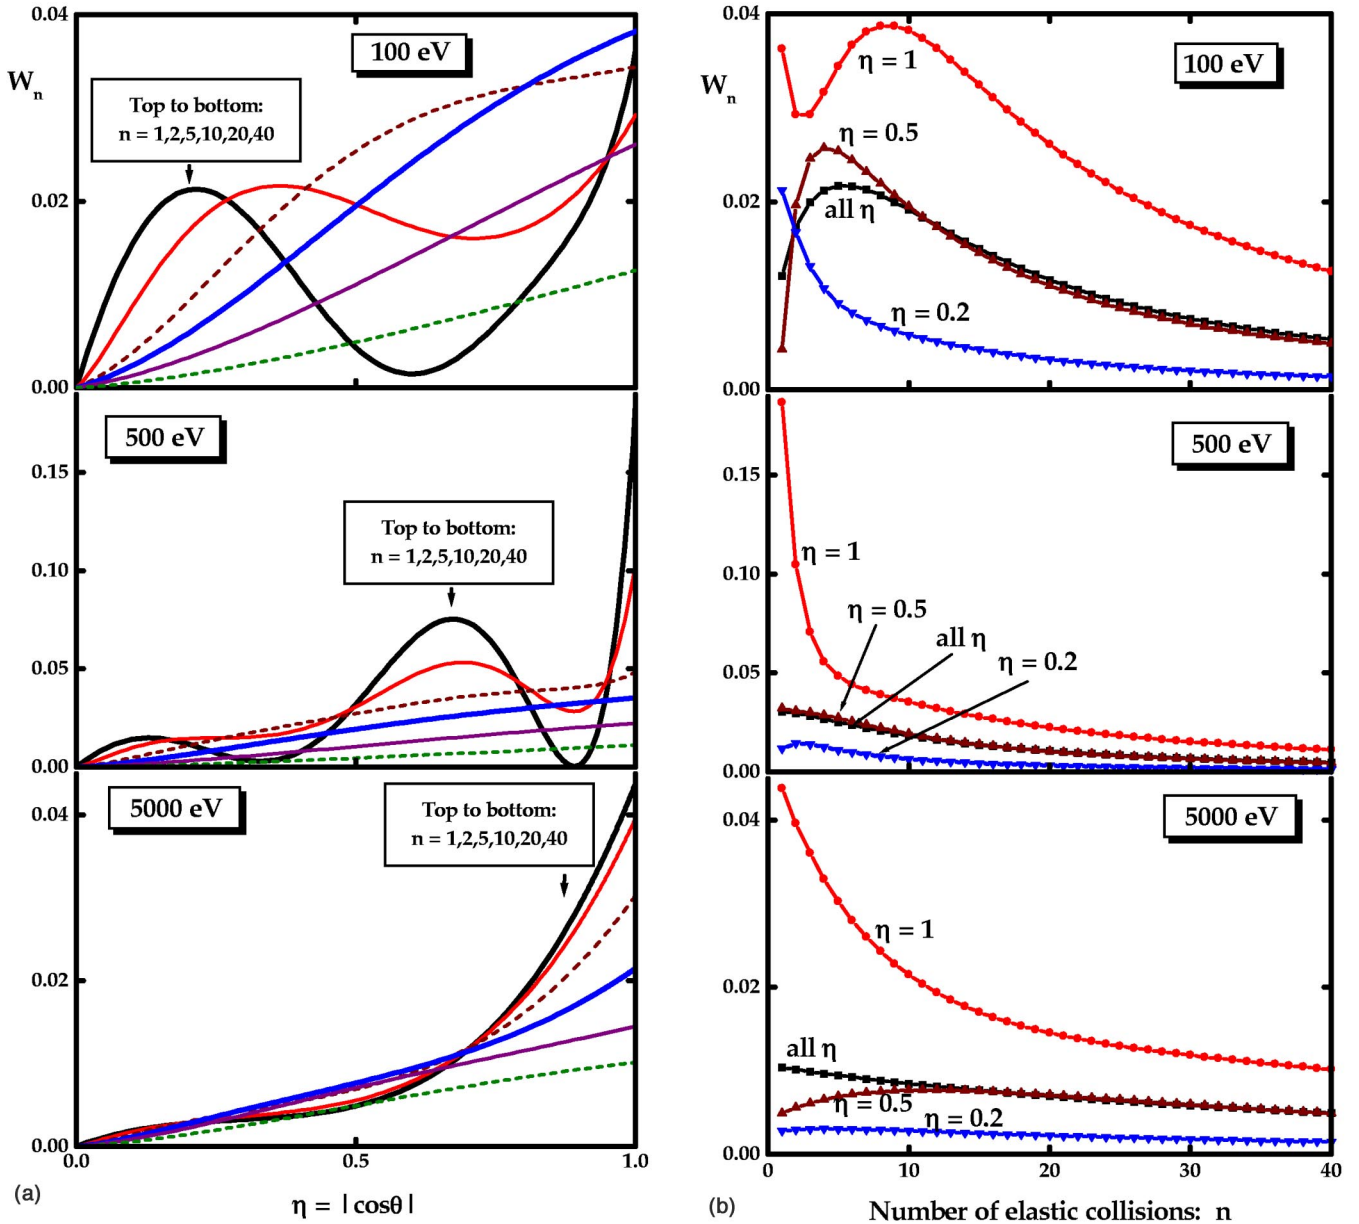 0.04
W_n
100 eV
Top to bottom:
n = 1,2,5,10,20,40
0.02
0.00
500 eV
0.15
Top to bottom:
n = 1,2,5,10,20,40
0.10
0.05
0.00
5000 eV
0.04
Top to bottom:
n = 1,2,5,10,20,40
0.02
0.00
0.0 0.5 1.0
(a)
η = |cosθ|
0.04
W_n
100 eV
η = 1
η = 0.5
0.02
all η
η = 0.2
0.00
500 eV
0.15
0.10
η = 1
η = 0.5
all η
η = 0.2
0.05
0.00
5000 eV
0.04
η = 1
0.02
all η
η = 0.5
η = 0.2
0.00
0 10 20 30 40
(b)
Number of elastic collisions: n